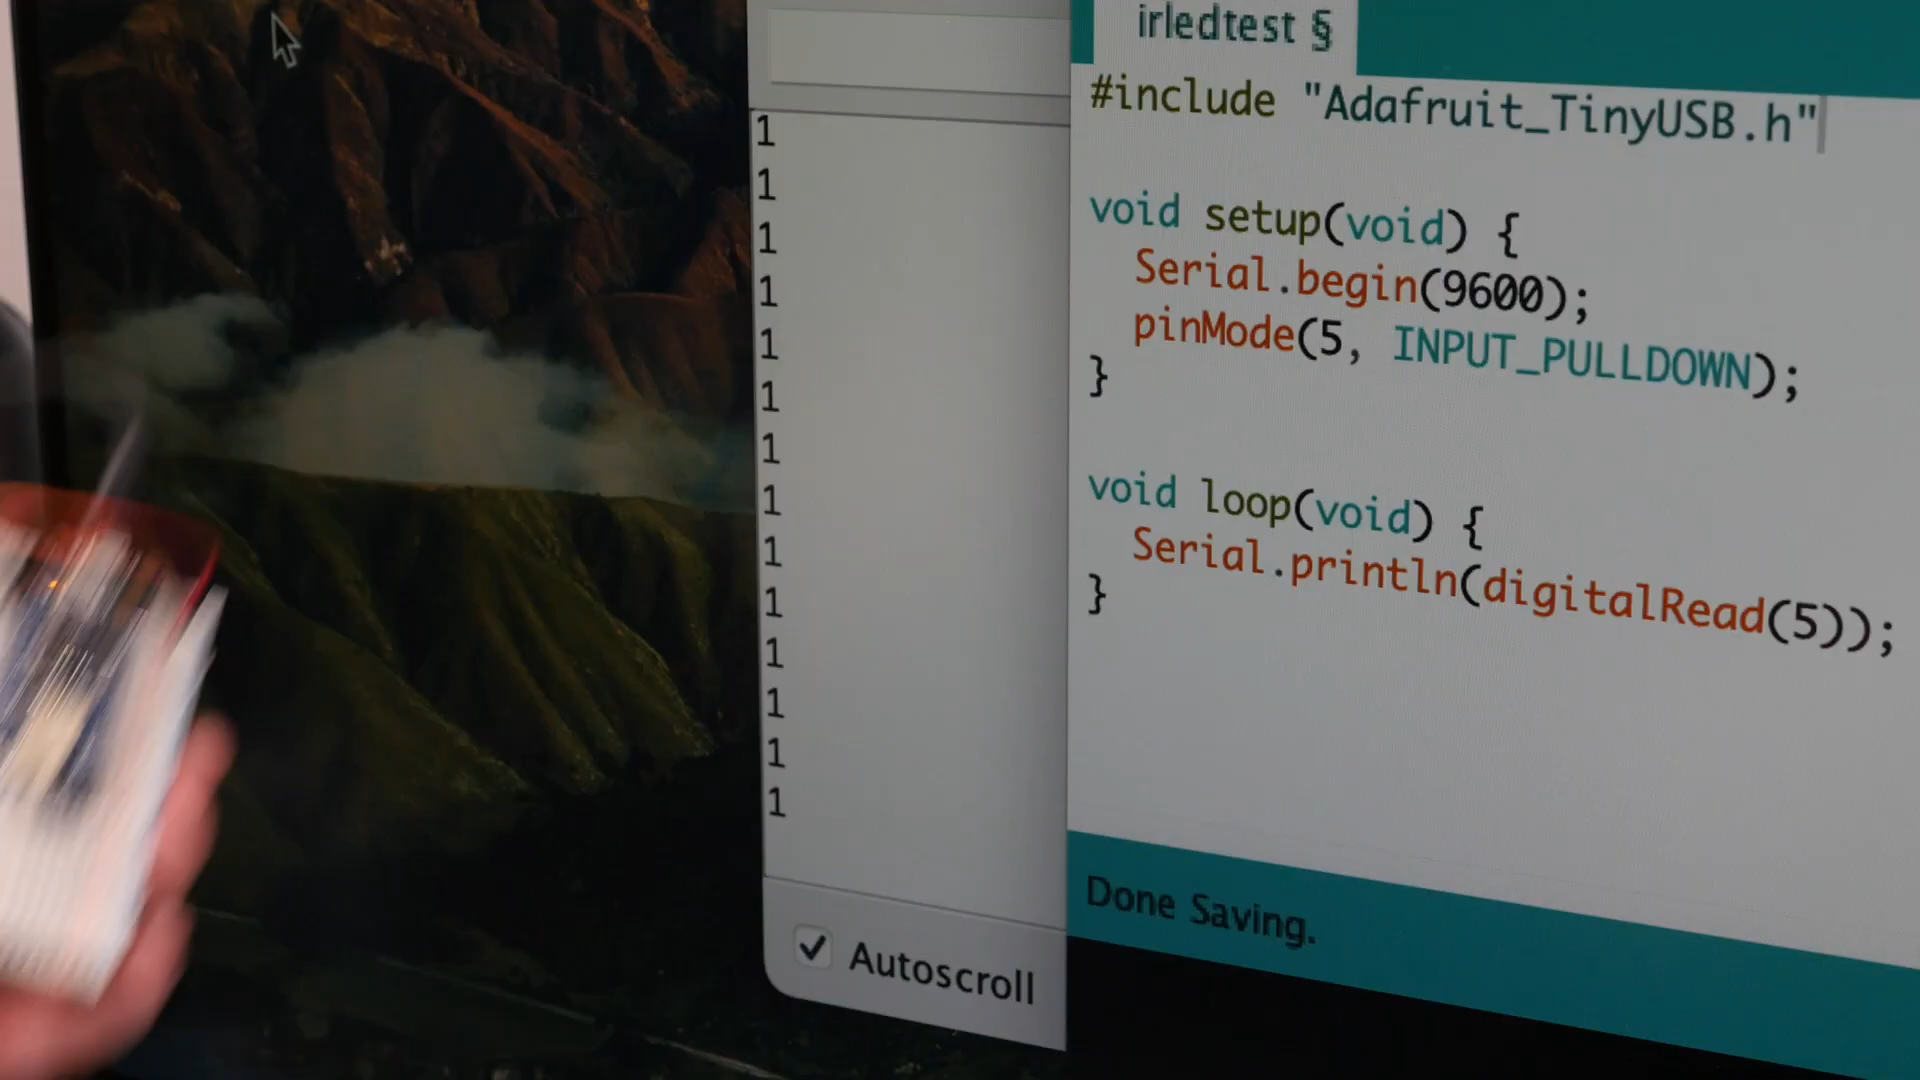 1
1
1
1
1
1
1
1
1
1
1
1
1
1
Autoscroll
irledtest §
#include "Adafruit_TinyUSB.h"
void setup(void) {
Serial.begin(9600);
pinMode(5, INPUT_PULLDOWN);
}
void loop(void) {
Serial.println(digitalRead(5));
}
Done Saving.